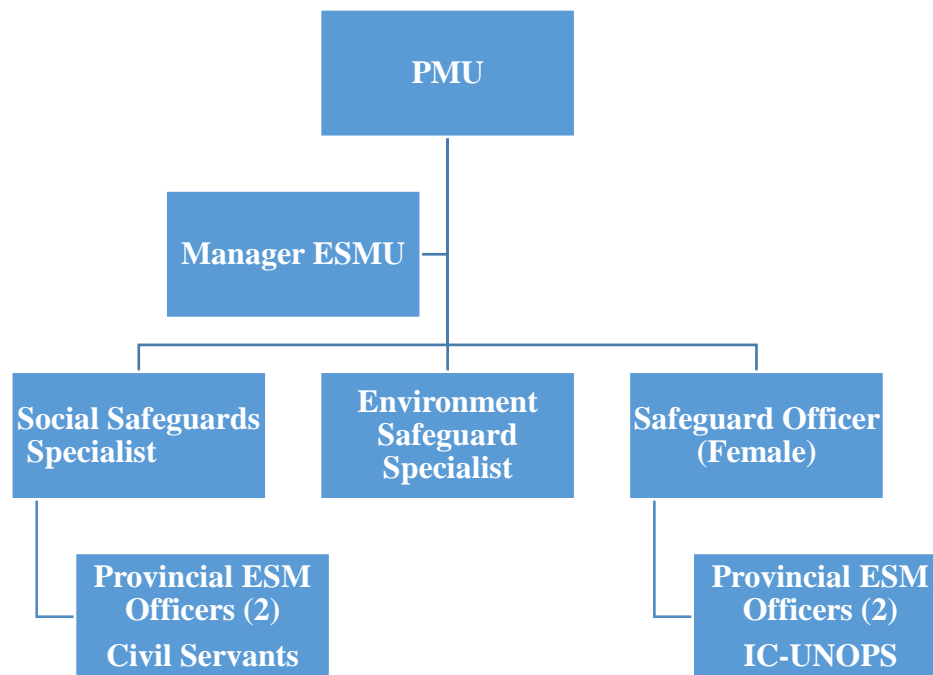 PMU
Manager ESMU
Social Safeguards
Specialist
Environment
Safeguard
Specialist
Safeguard Officer
(Female)
Provincial ESM
Officers (2)
Civil Servants
Provincial ESM
Officers (2)
IC-UNOPS